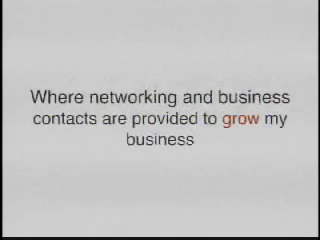 Where networking and business
contacts are provided to grow my
business